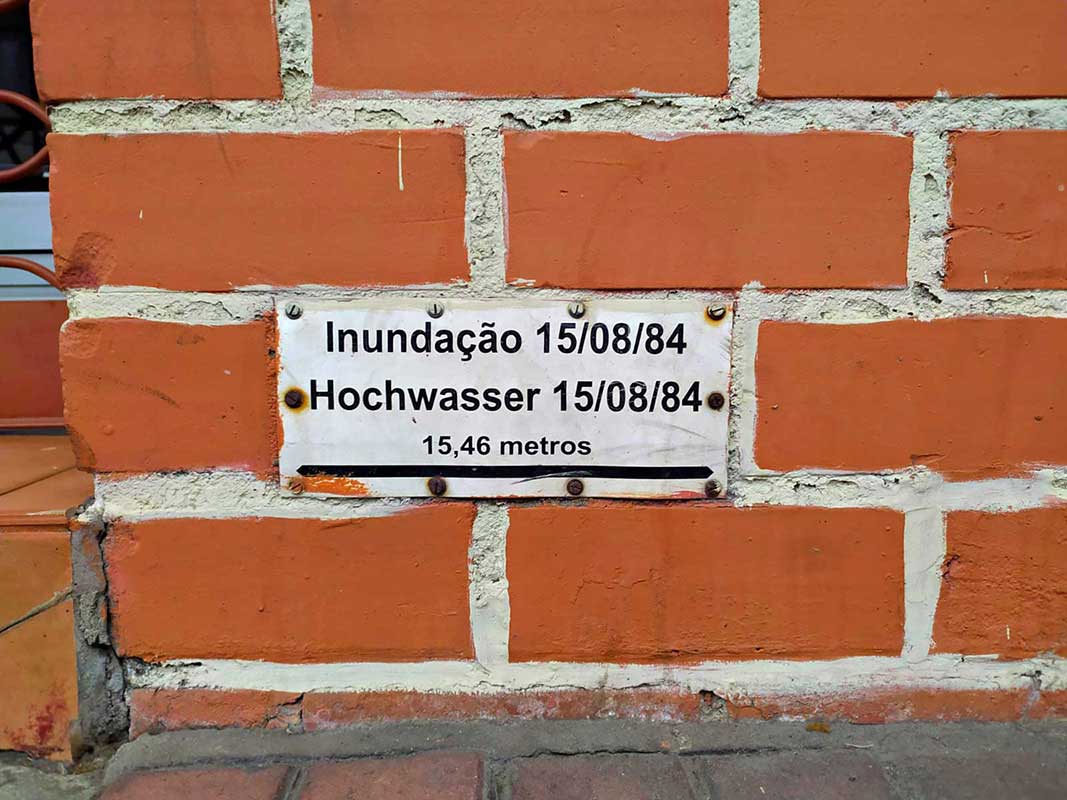 Inundação 15/08/84
Hochwasser 15/08/84
15,46 metros